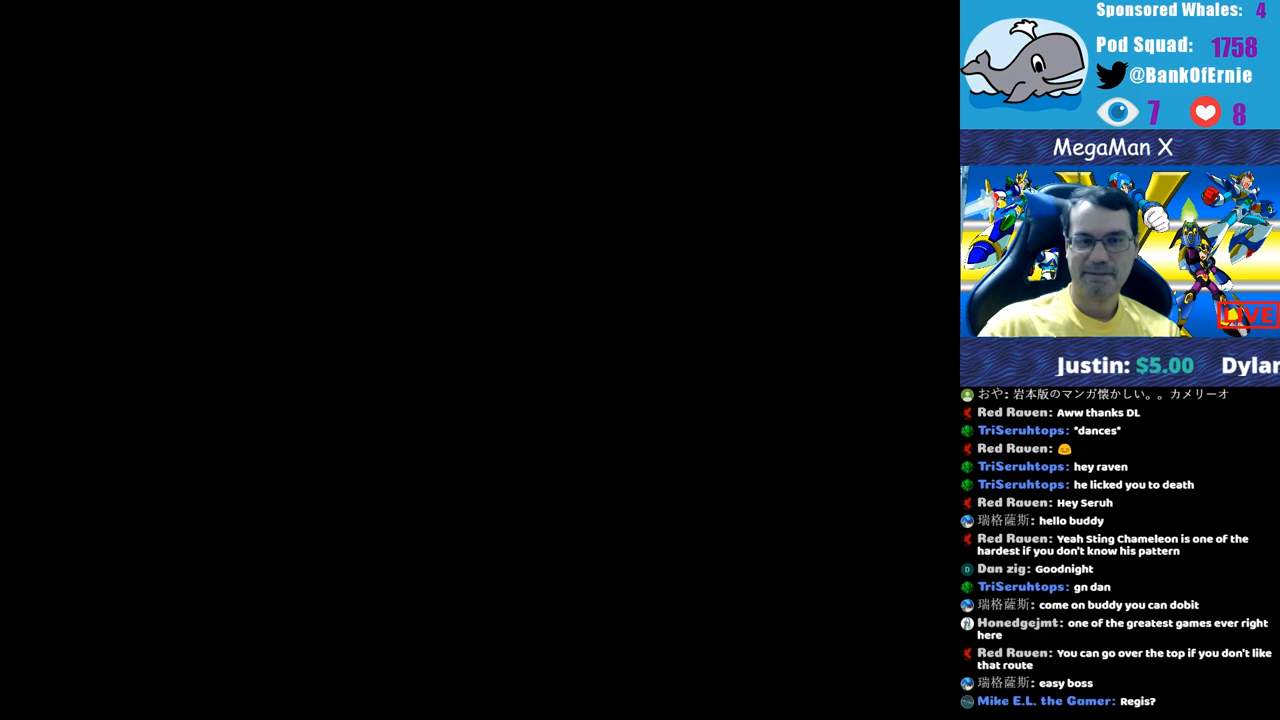 Sponsored Whales: 4
Pod Squad: 1758
@BankOfErnie
7 8
MegaMan X
LIVE
Justin: $5.00 Dylan
おや: 岩本版のマンガ懐かしい。。カメリーオ
Red Raven: Aww thanks DL
TriSeruhtops: *dances*
Red Raven: 😊
TriSeruhtops: hey raven
TriSeruhtops: he licked you to death
Red Raven: Hey Seruh
瑞格薩斯: hello buddy
Red Raven: Yeah Sting Chameleon is one of the
hardest if you don't know his pattern
D Dan zig: Goodnight
TriSeruhtops: gn dan
瑞格薩斯: come on buddy you can dobit
Honedgejmt: one of the greatest games ever right
here
Red Raven: You can go over the top if you don't like
that route
瑞格薩斯: easy boss
Mike E.L. the Gamer: Regis?